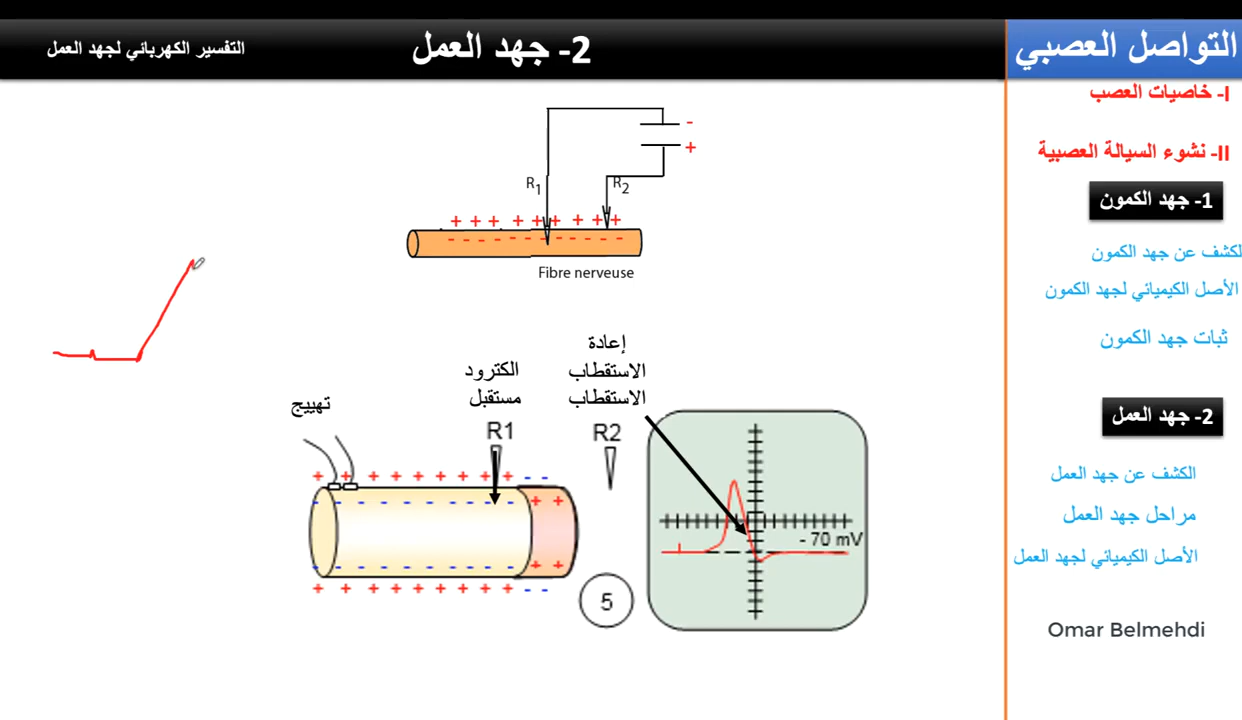 التواصل العصبي
2- جهد العمل
التفسير الكهربائي لجهد العمل
I- خاصيات العصب
II- نشوء السيالة العصبية
1- جهد الكمون
لكشف عن جهد الكمون
الأصل الكيميائي لجهد الكمون
ثبات جهد الكمون
2- جهد العمل
الكشف عن جهد العمل
مراحل جهد العمل
الأصل الكيميائي لجهد العمل
Omar Belmehdi
-
+
R1
R2
+ + + + + + + + +
- - - - - - - - - - - -
Fibre nerveuse
إعادة
الاستقطاب
الاستقطاب
الكترود
مستقبل
تهييج
R1
R2
+ + + + + + + + + - -
- - - - - - - - - + +
- - - - - - - - - + +
+ + + + + + + + + - -
5
- 70 mV